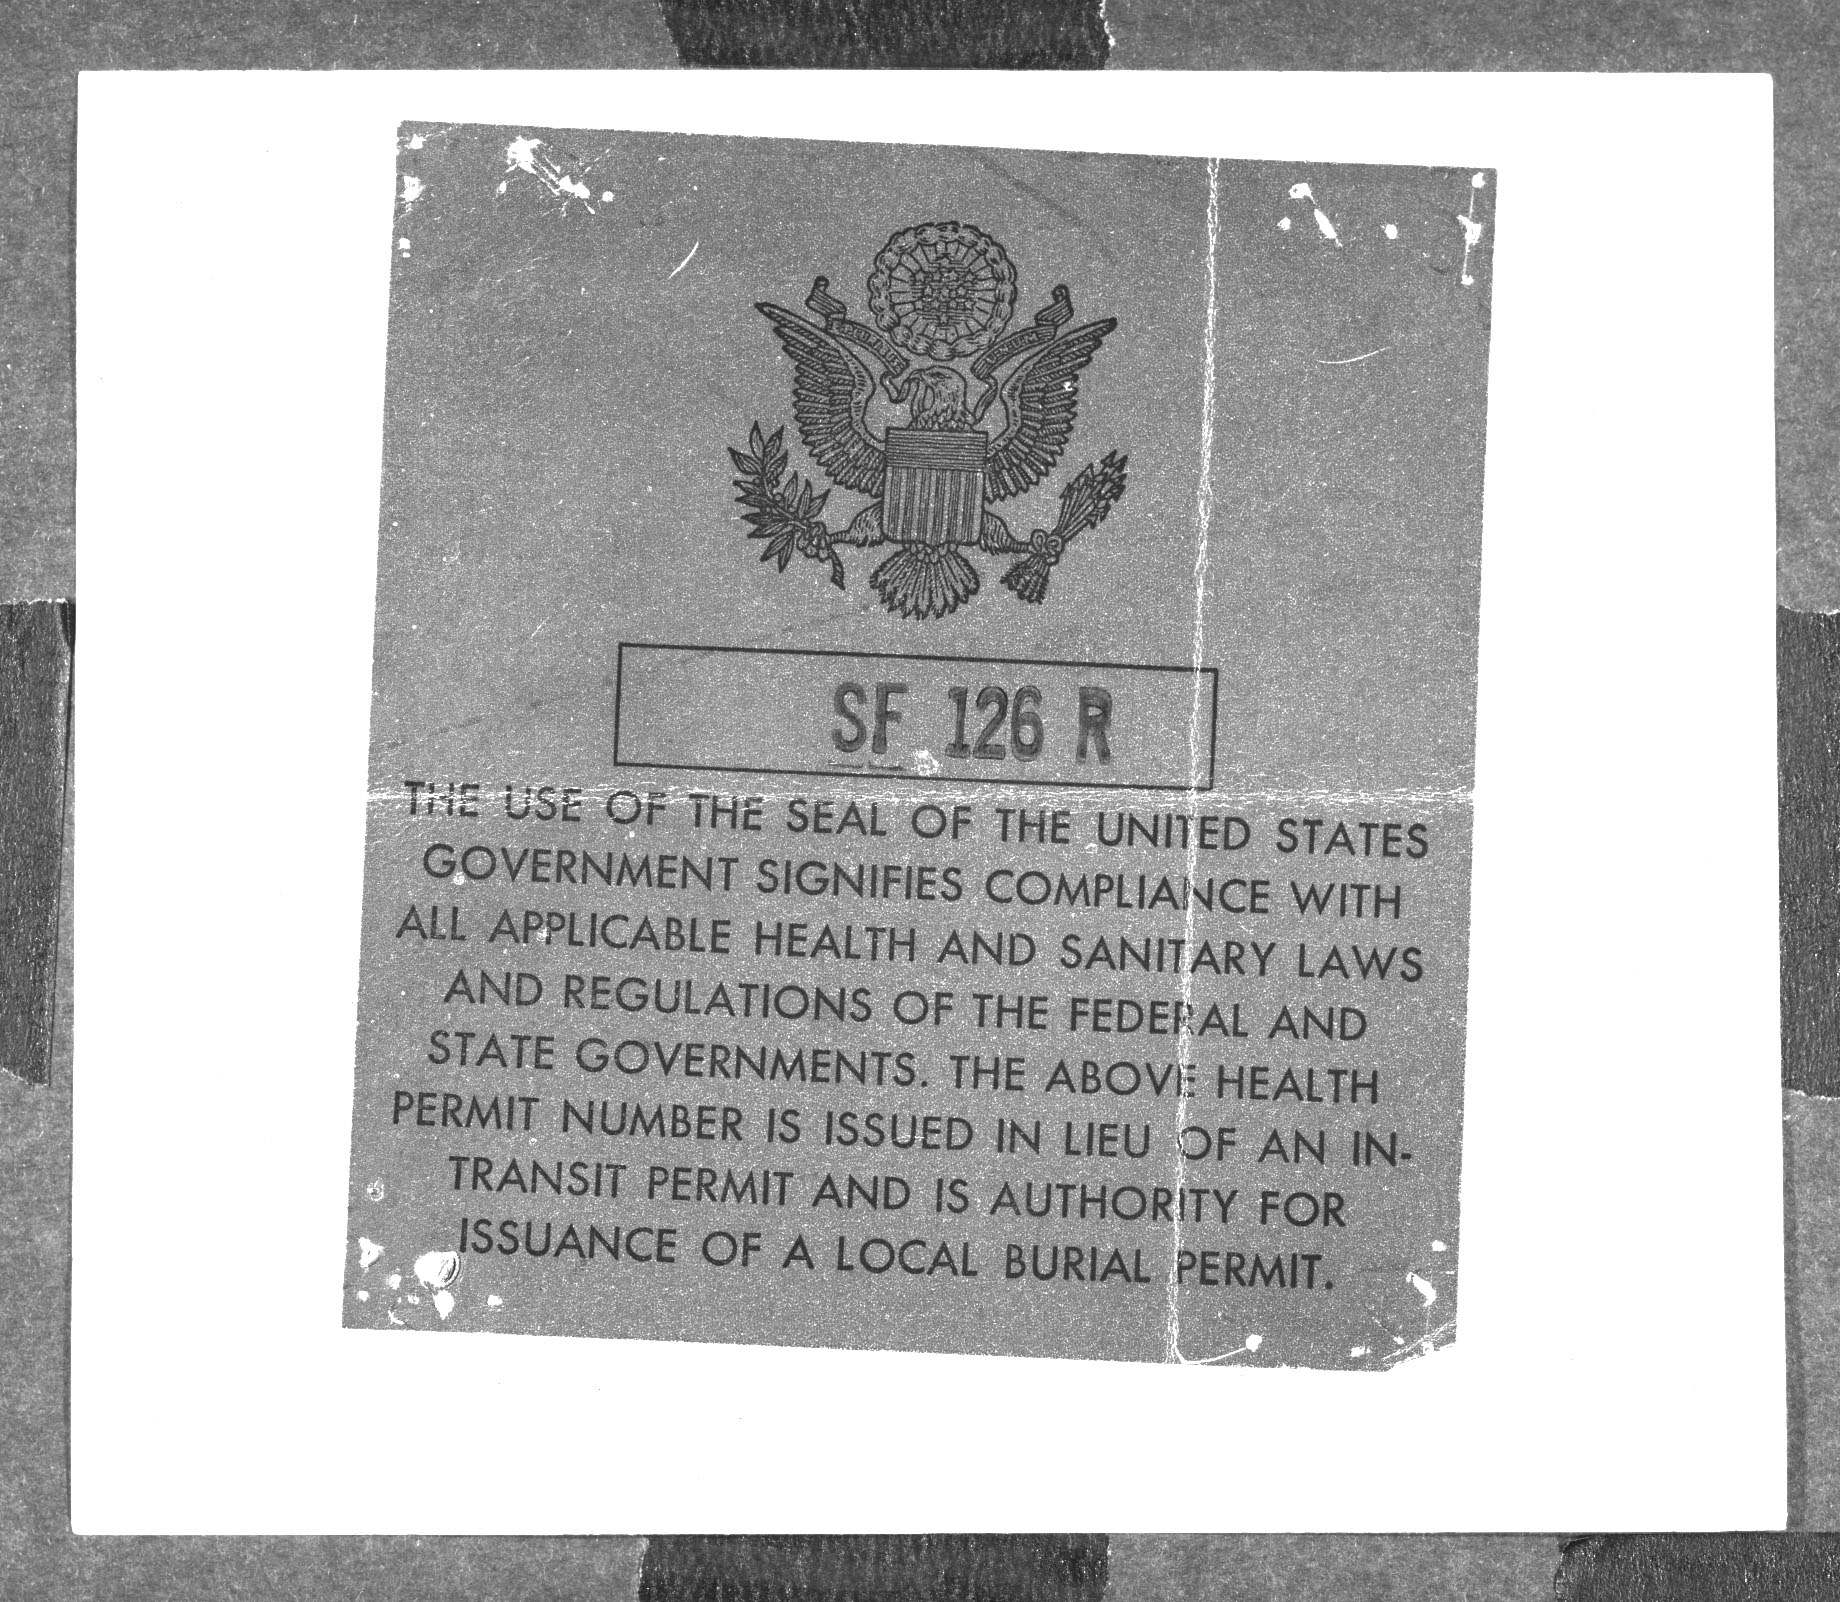 SF 126 R
THE USE OF THE SEAL OF THE UNITED STATES
GOVERNMENT SIGNIFIES COMPLIANCE WITH
ALL APPLICABLE HEALTH AND SANITARY LAWS
AND REGULATIONS OF THE FEDERAL AND
STATE GOVERNMENTS. THE ABOVE HEALTH
PERMIT NUMBER IS ISSUED IN LIEU OF AN IN-
TRANSIT PERMIT AND IS AUTHORITY FOR
ISSUANCE OF A LOCAL BURIAL PERMIT.